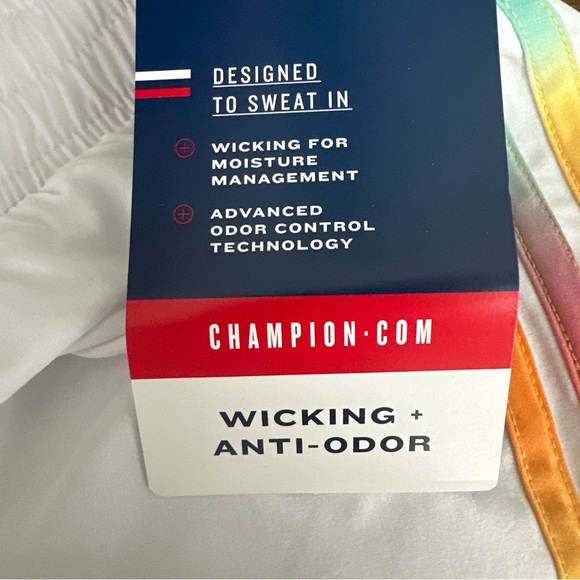 DESIGNED
TO SWEAT IN
WICKING FOR
MOISTURE
MANAGEMENT
ADVANCED
ODOR CONTROL
TECHNOLOGY
CHAMPION·COM
WICKING +
ANTI-ODOR